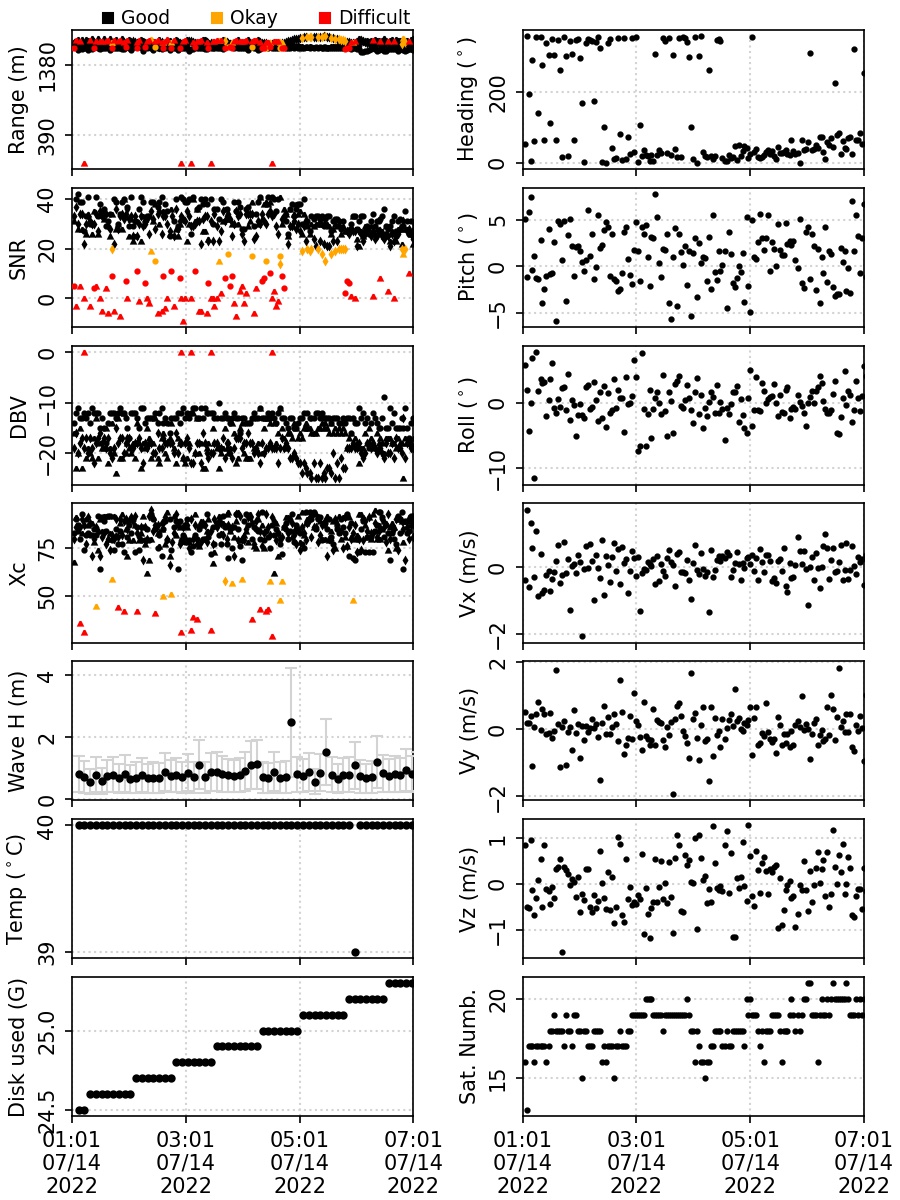 Good Okay Difficult
Range (m)
1380
390
Heading (°)
200
0
SNR
40
20
0
Pitch (°)
5
0
−5
DBV
0
−10
−20
Roll (°)
0
−10
Xc
75
50
Vx (m/s)
0
−2
Wave H (m)
4
2
0
Vy (m/s)
2
0
−2
Temp (°C)
40
39
Vz (m/s)
1
0
−1
Disk used (G)
25.0
24.5
Sat. Numb.
20
15
01:01 03:01 05:01 07:01
07/14 07/14 07/14 07/14
2022 2022 2022 2022
01:01 03:01 05:01 07:01
07/14 07/14 07/14 07/14
2022 2022 2022 2022